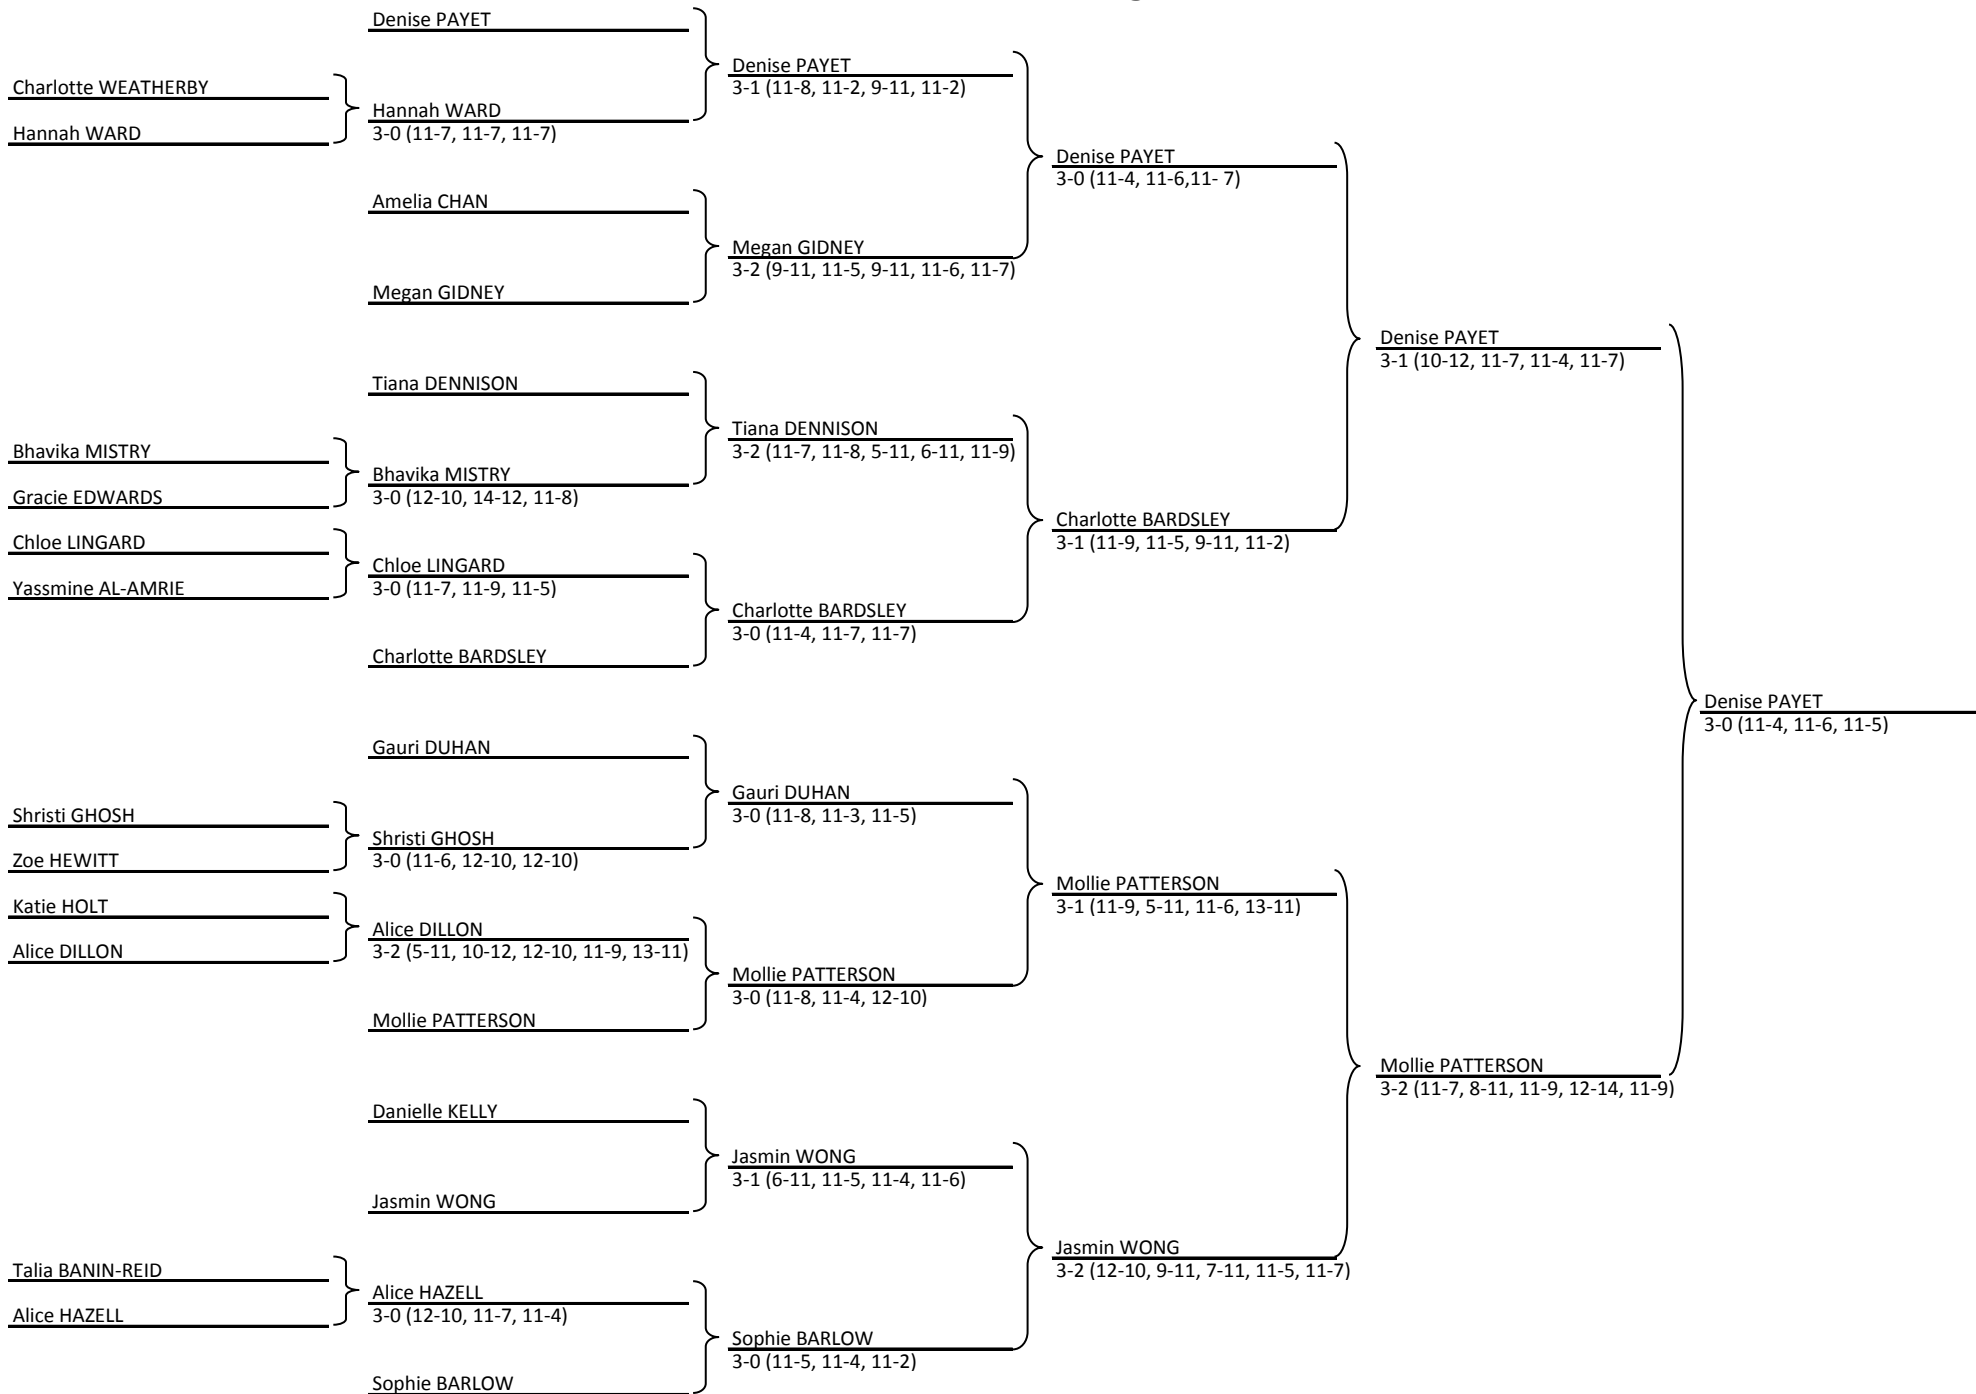 Denise PAYET
Denise PAYET
Charlotte WEATHERBY
3-1 (11-8, 11-2, 9-11, 11-2)
Hannah WARD
Hannah WARD
3-0 (11-7, 11-7, 11-7)
Denise PAYET
3-0 (11-4, 11-6,11- 7)
Amelia CHAN
Megan GIDNEY
3-2 (9-11, 11-5, 9-11, 11-6, 11-7)
Megan GIDNEY
Denise PAYET
3-1 (10-12, 11-7, 11-4, 11-7)
Tiana DENNISON
Tiana DENNISON
3-2 (11-7, 11-8, 5-11, 6-11, 11-9)
Bhavika MISTRY
Bhavika MISTRY
3-0 (12-10, 14-12, 11-8)
Gracie EDWARDS
Charlotte BARDSLEY
3-1 (11-9, 11-5, 9-11, 11-2)
Chloe LINGARD
Chloe LINGARD
3-0 (11-7, 11-9, 11-5)
Yassmine AL-AMRIE
Charlotte BARDSLEY
3-0 (11-4, 11-7, 11-7)
Charlotte BARDSLEY
Denise PAYET
3-0 (11-4, 11-6, 11-5)
Gauri DUHAN
Gauri DUHAN
3-0 (11-8, 11-3, 11-5)
Shristi GHOSH
Shristi GHOSH
3-0 (11-6, 12-10, 12-10)
Zoe HEWITT
Mollie PATTERSON
3-1 (11-9, 5-11, 11-6, 13-11)
Katie HOLT
Alice DILLON
3-2 (5-11, 10-12, 12-10, 11-9, 13-11)
Alice DILLON
Mollie PATTERSON
3-0 (11-8, 11-4, 12-10)
Mollie PATTERSON
Mollie PATTERSON
3-2 (11-7, 8-11, 11-9, 12-14, 11-9)
Danielle KELLY
Jasmin WONG
3-1 (6-11, 11-5, 11-4, 11-6)
Jasmin WONG
Jasmin WONG
3-2 (12-10, 9-11, 7-11, 11-5, 11-7)
Talia BANIN-REID
Alice HAZELL
3-0 (12-10, 11-7, 11-4)
Alice HAZELL
Sophie BARLOW
3-0 (11-5, 11-4, 11-2)
Sophie BARLOW